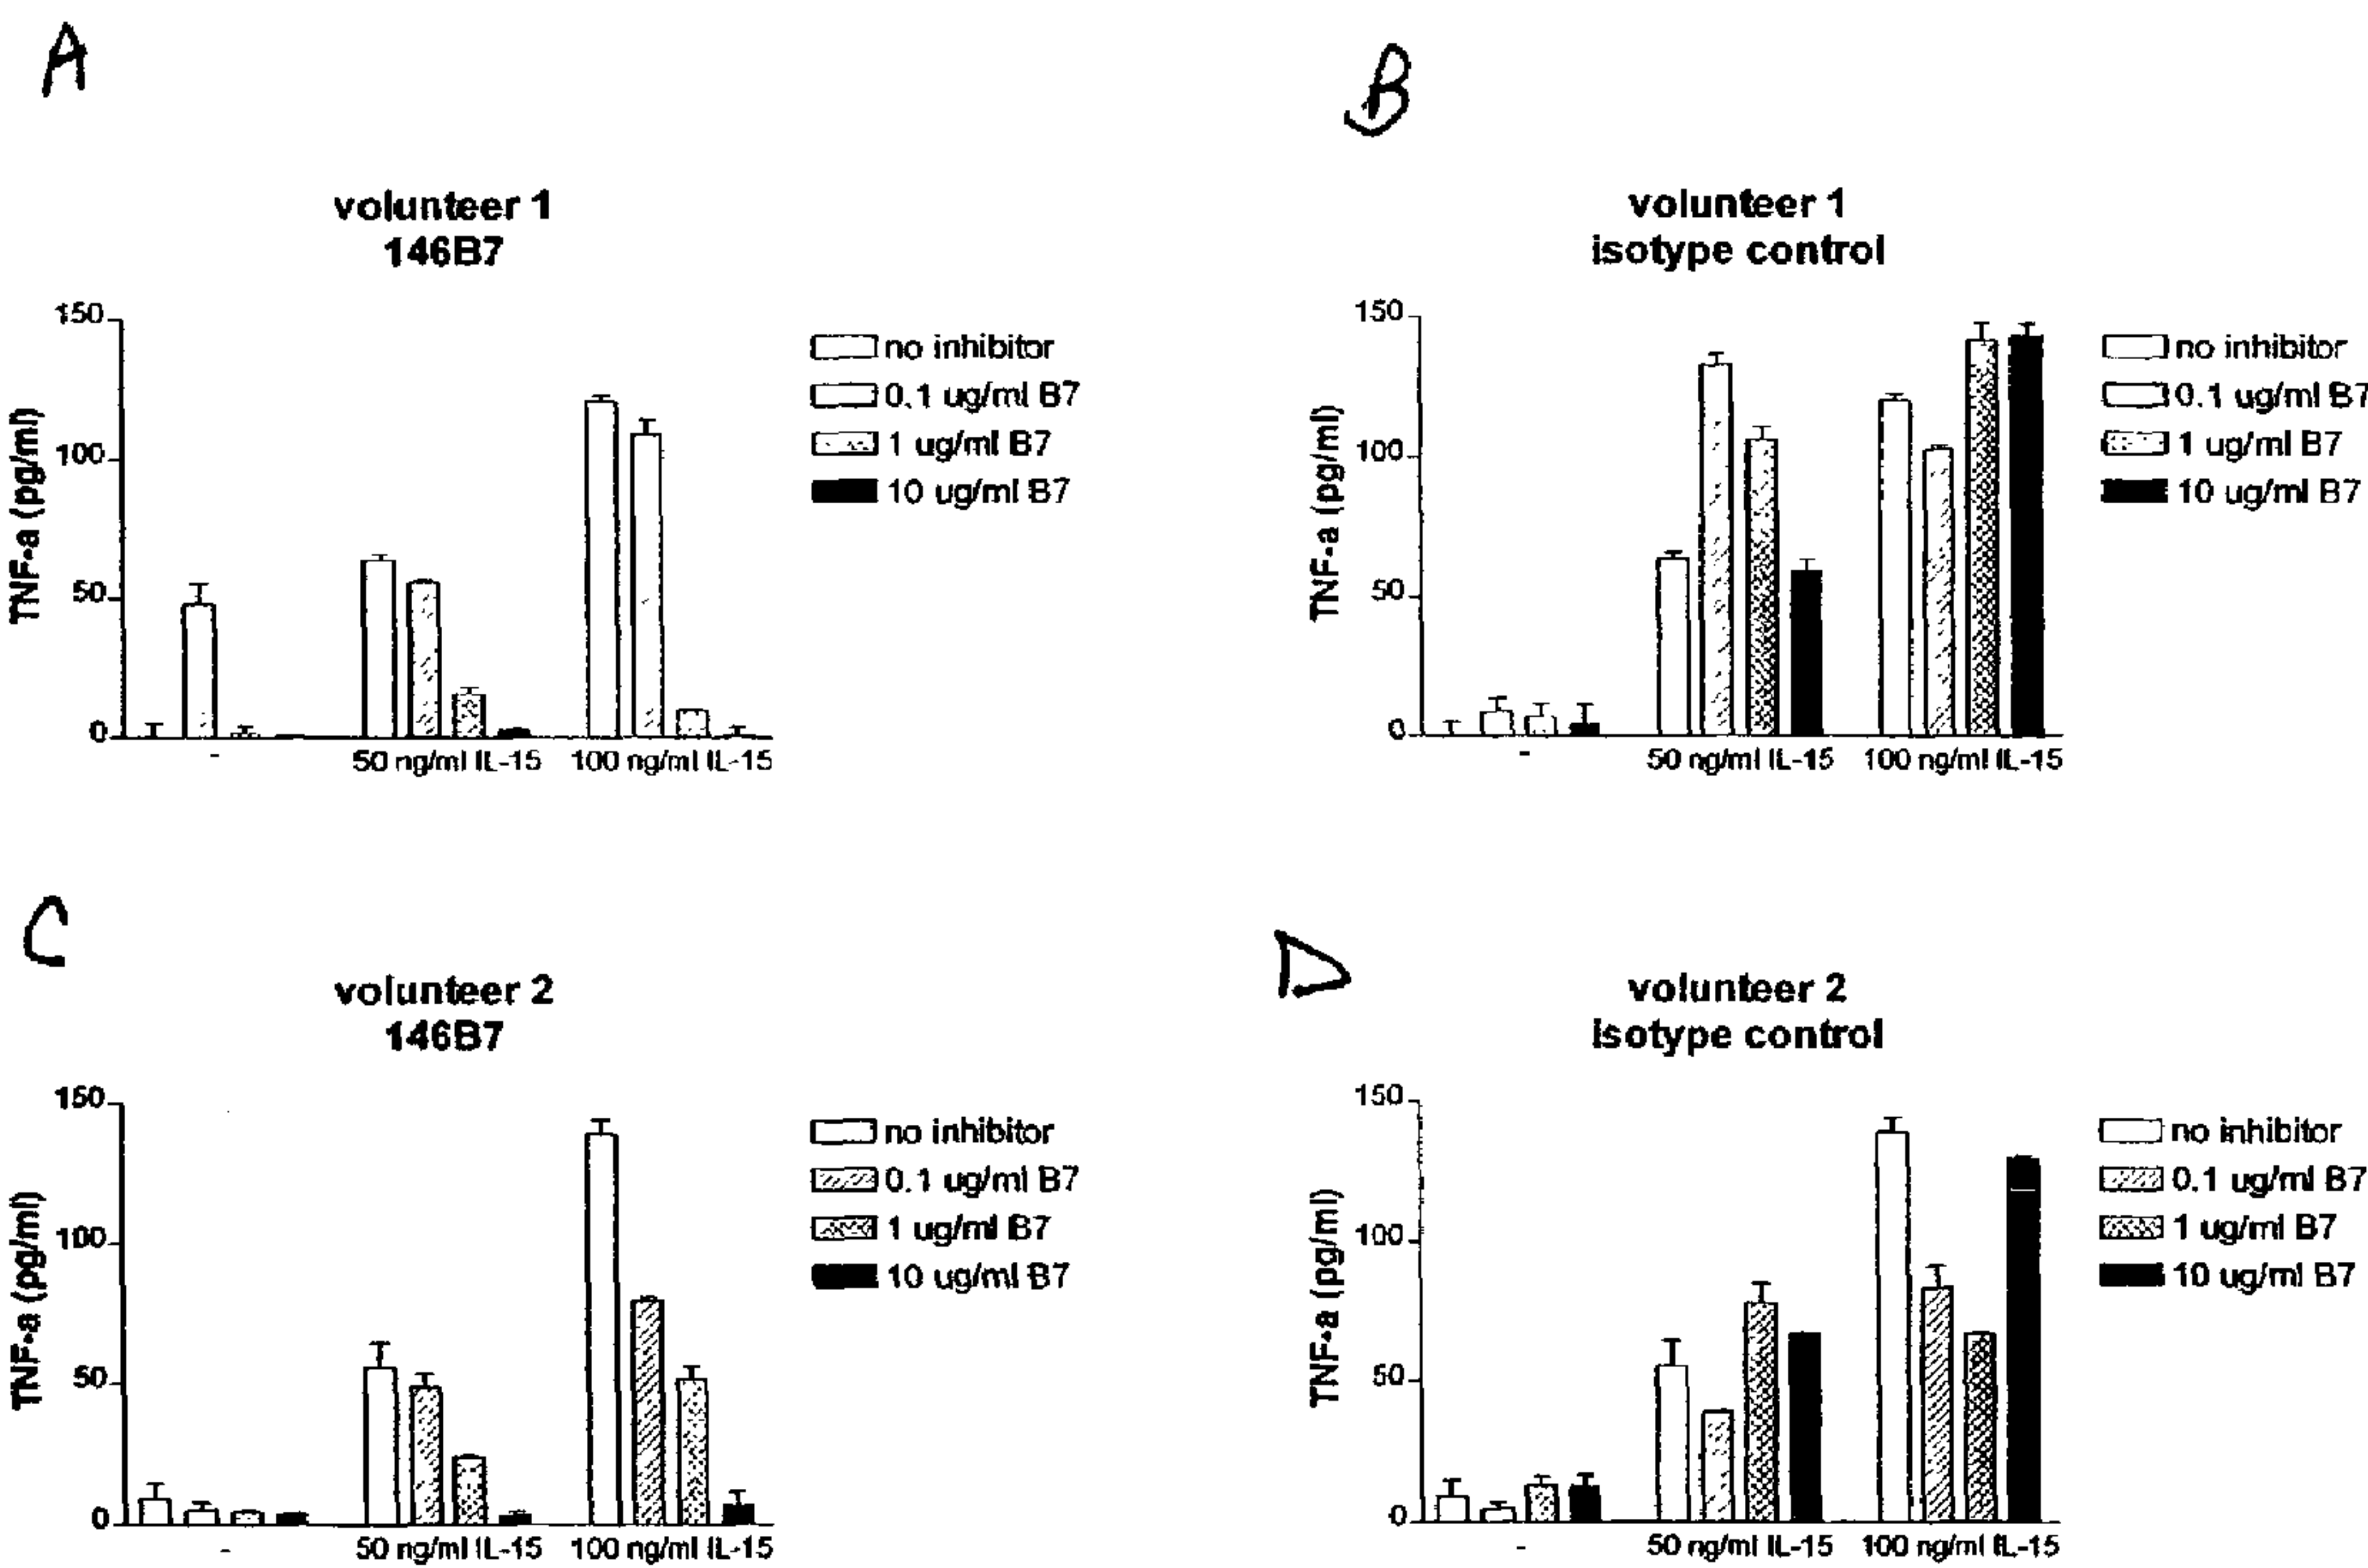 A
volunteer 1
146B7
TNF-a (pg/ml)
150
100
50
0
-
50 ng/ml IL-15
100 ng/ml IL-15
no inhibitor
0.1 ug/ml B7
1 ug/ml B7
10 ug/ml B7
B
volunteer 1
isotype control
TNF-a (pg/ml)
150
100
50
0
-
50 ng/ml IL-15
100 ng/ml IL-15
no inhibitor
0.1 ug/ml B7
1 ug/ml B7
10 ug/ml B7
C
volunteer 2
146B7
TNF-a (pg/ml)
150
100
50
0
-
50 ng/ml IL-15
100 ng/ml IL-15
no inhibitor
0.1 ug/ml B7
1 ug/ml B7
10 ug/ml B7
D
volunteer 2
isotype control
TNF-a (pg/ml)
150
100
50
0
-
50 ng/ml IL-15
100 ng/ml IL-15
no inhibitor
0.1 ug/ml B7
1 ug/ml B7
10 ug/ml B7